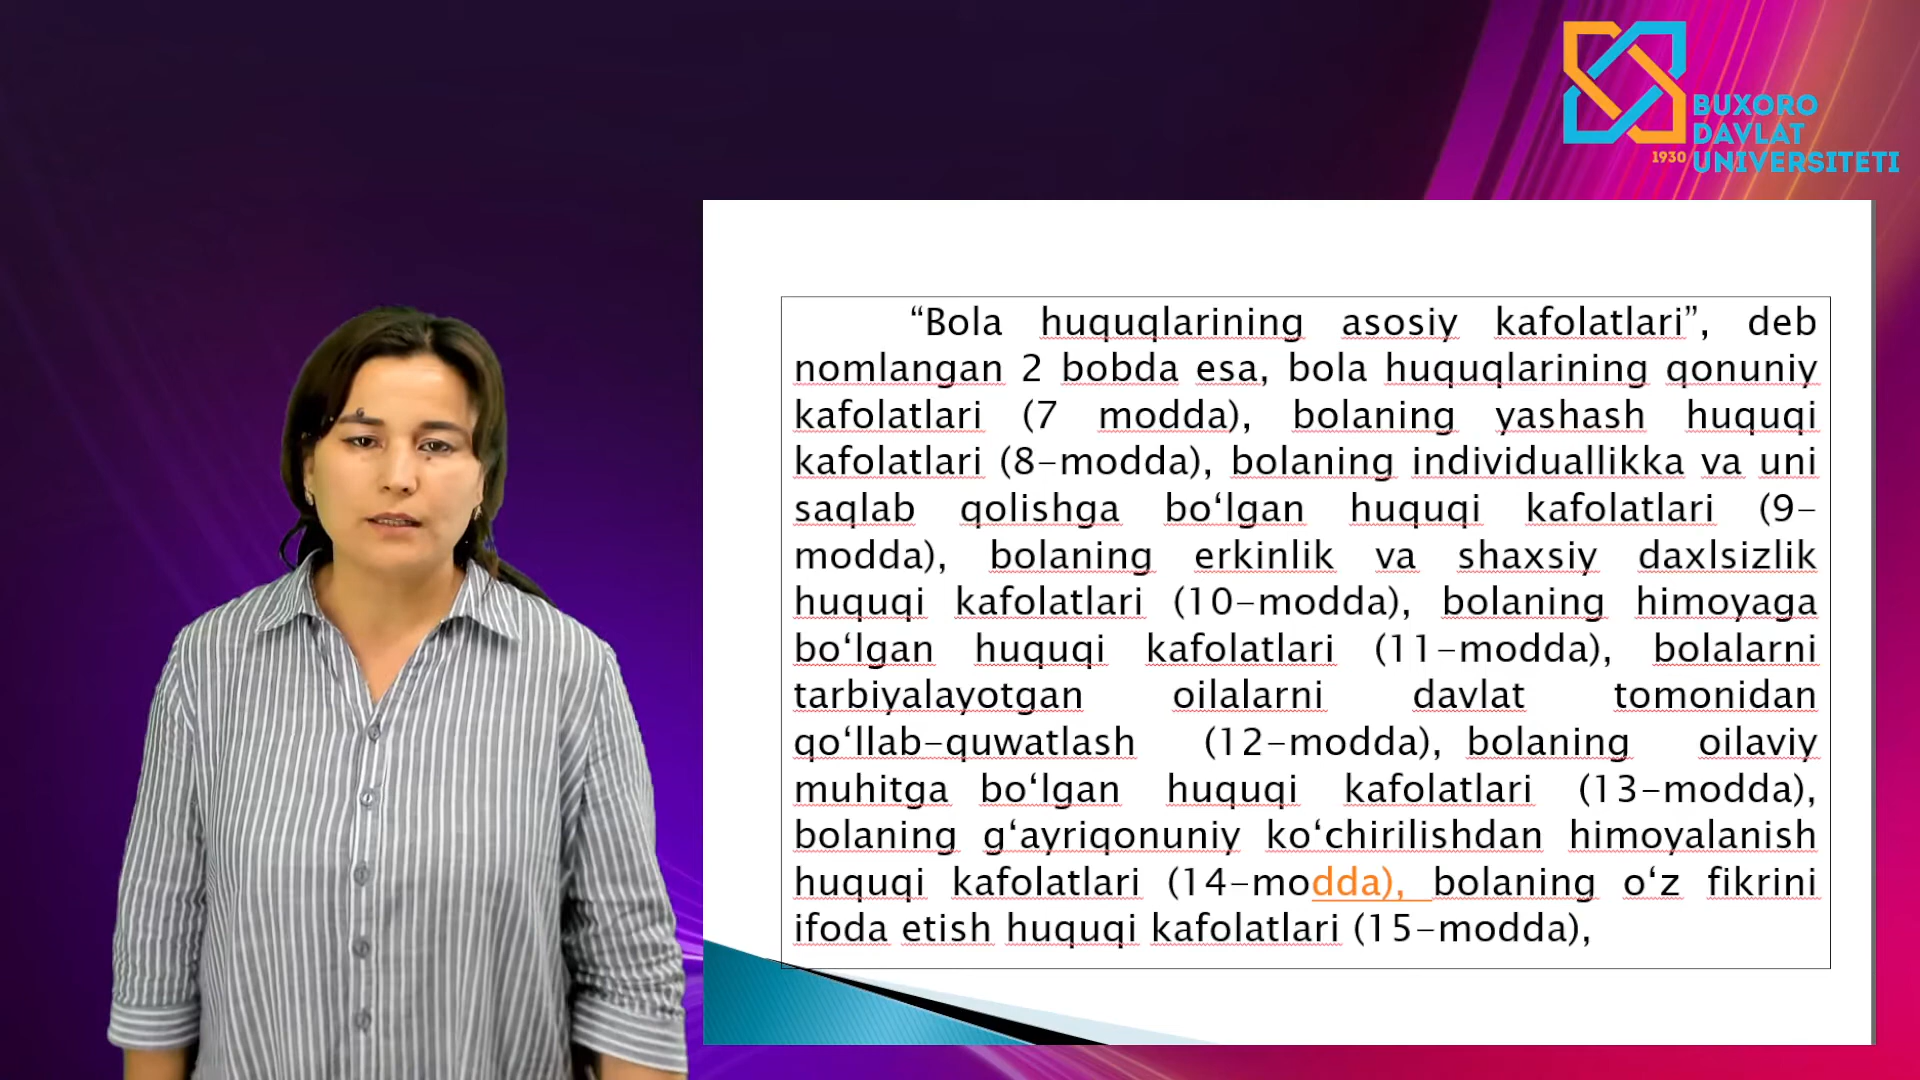 BUXORO
DAVLAT
1930 UNIVERSITETI
“Bola huquqlarining asosiy kafolatlari”, deb
nomlangan 2 bobda esa, bola huquqlarining qonuniy
kafolatlari (7 modda), bolaning yashash huquqi
kafolatlari (8-modda), bolaning individuallikka va uni
saqlab qolishga bo‘lgan huquqi kafolatlari (9-
modda), bolaning erkinlik va shaxsiy daxlsizlik
huquqi kafolatlari (10-modda), bolaning himoyaga
bo‘lgan huquqi kafolatlari (11-modda), bolalarni
tarbiyalayotgan oilalarni davlat tomonidan
qo‘llab-quwatlash (12-modda), bolaning oilaviy
muhitga bo‘lgan huquqi kafolatlari (13-modda),
bolaning g‘ayriqonuniy ko‘chirilishdan himoyalanish
huquqi kafolatlari (14-modda), bolaning o‘z fikrini
ifoda etish huquqi kafolatlari (15-modda),